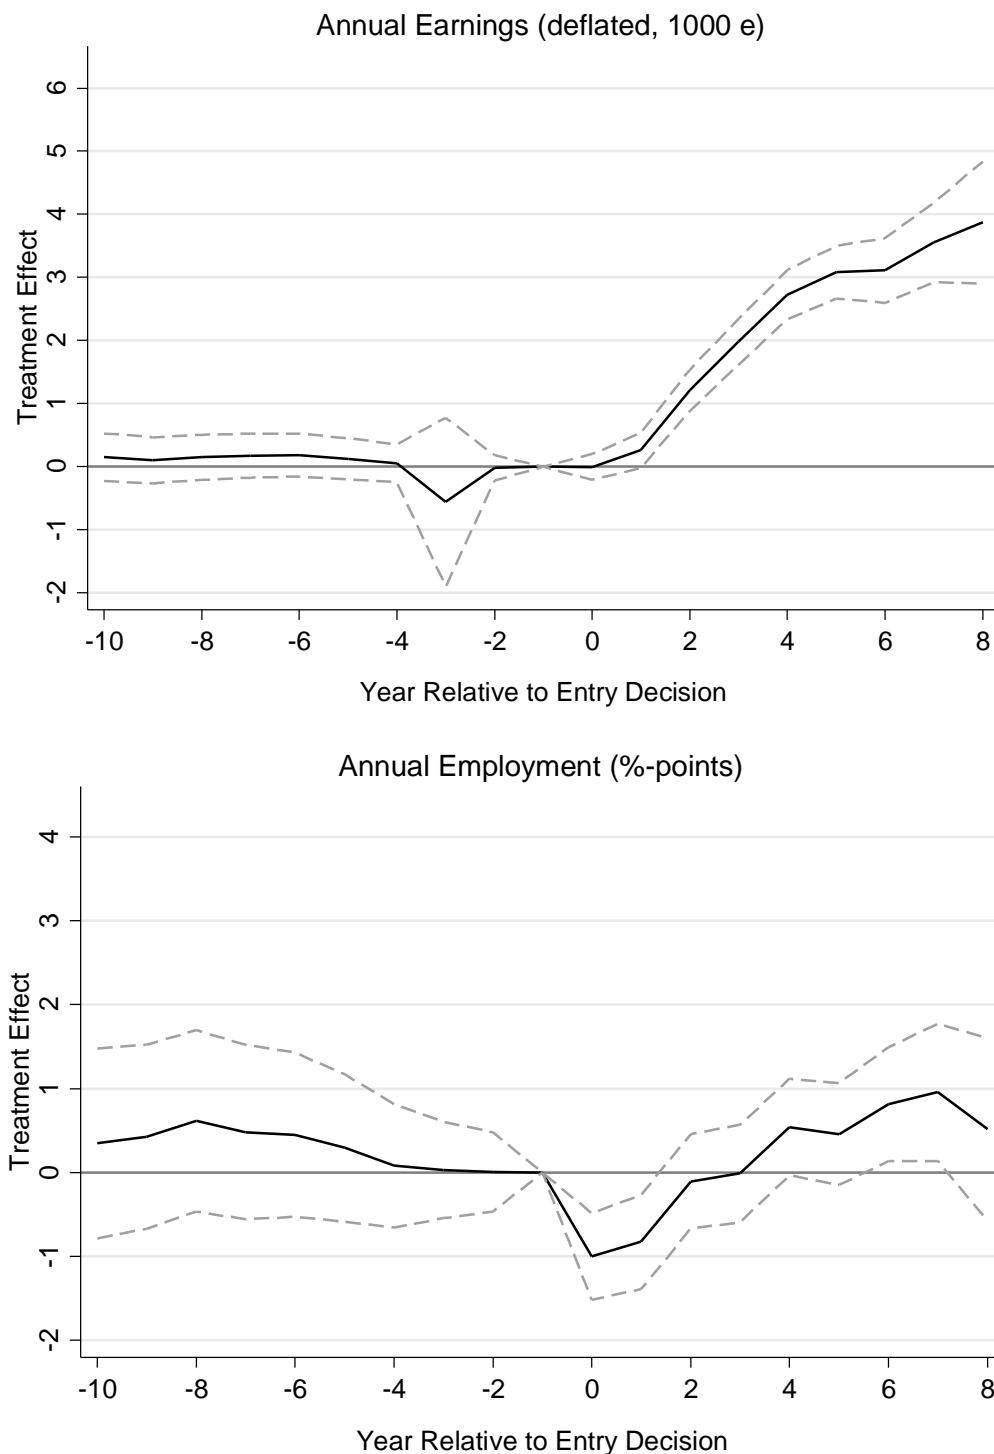 Annual Earnings (deflated, 1000 e)
6
5
4
3
2
1
0
-1
-2
Treatment Effect
-10 -8 -6 -4 -2 0 2 4 6 8
Year Relative to Entry Decision
Annual Employment (%-points)
4
3
2
1
0
-1
-2
Treatment Effect
-10 -8 -6 -4 -2 0 2 4 6 8
Year Relative to Entry Decision